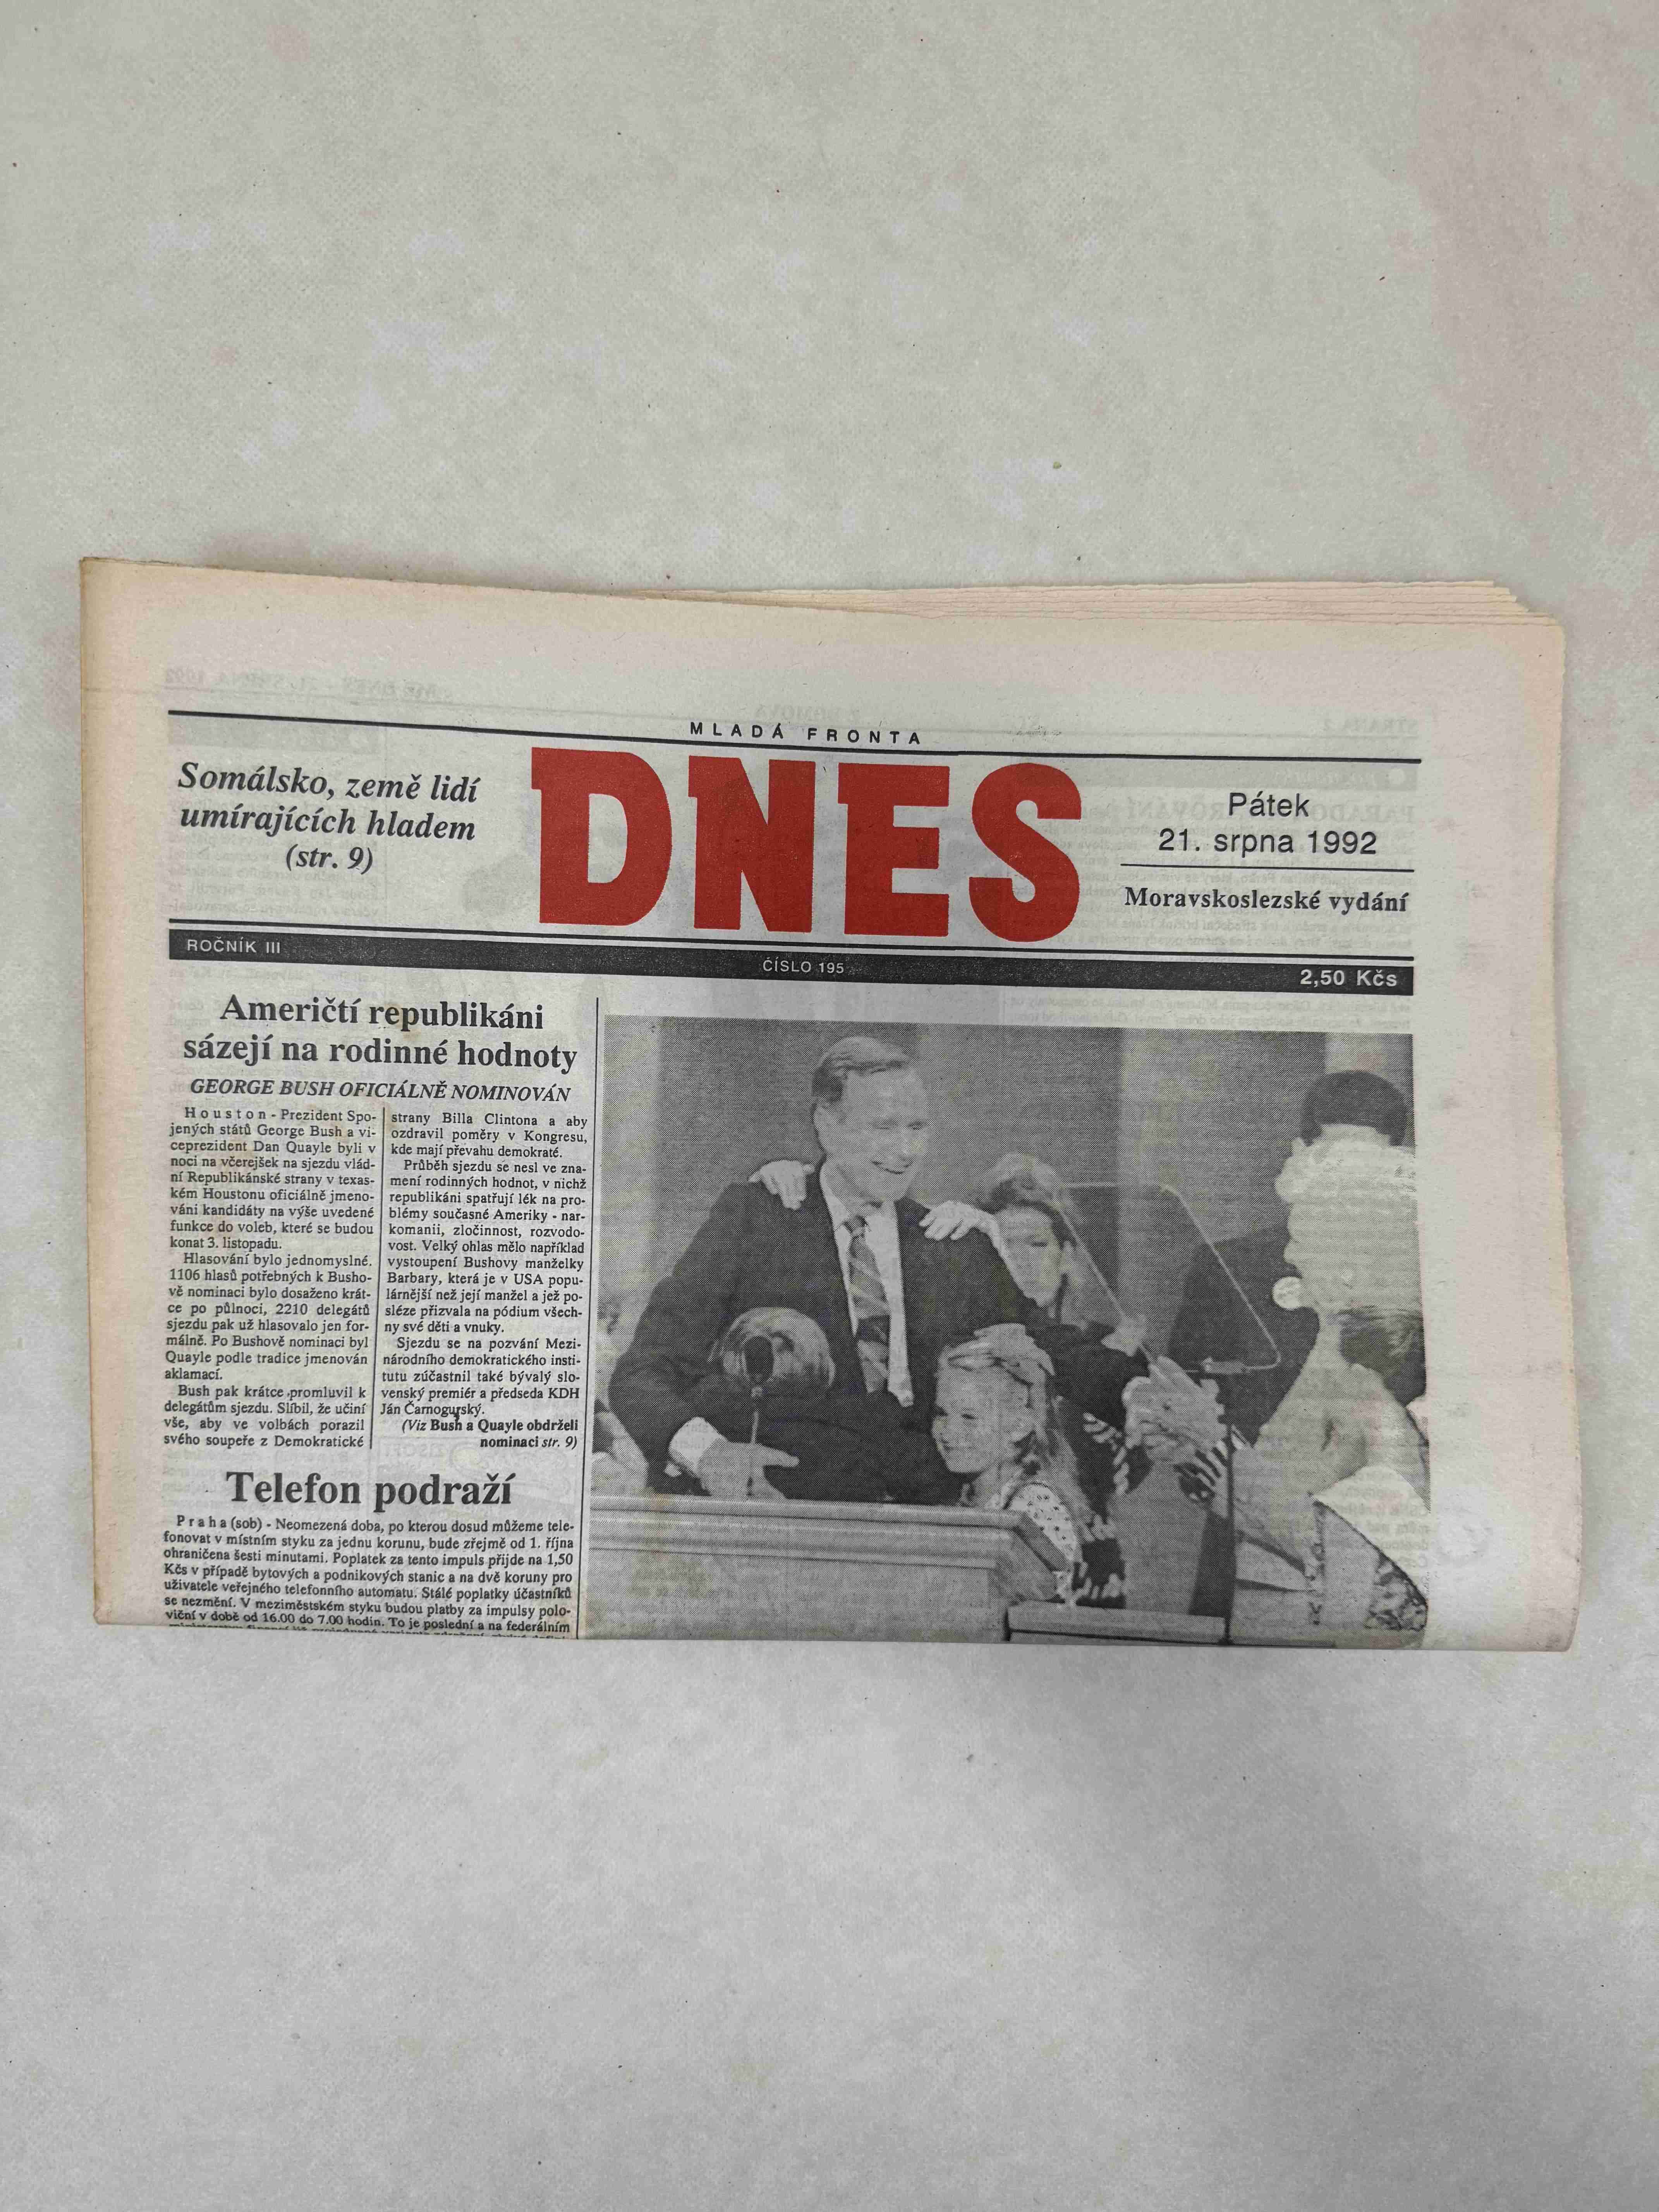 MLADÁ FRONTA
DNES
Somálsko, země lidí
umírajících hladem
(str. 9)
Pátek
21. srpna 1992
Moravskoslezské vydání
ROČNÍK III
ČÍSLO 195
2,50 Kčs
Američtí republikáni
sázejí na rodinné hodnoty
GEORGE BUSH OFICIÁLNĚ NOMINOVÁN
Houston - Prezident Spo-
jených států George Bush a vi-
ceprezident Dan Quayle byli v
noci na včerejšek na sjezdu vlád-
ní Republikánské strany v texas-
kém Houstonu oficiálně jmeno-
váni kandidáty na výše uvedené
funkce do voleb, které se budou
konat 3. listopadu.
Hlasování bylo jednomyslné.
1106 hlasů potřebných k Busho-
vě nominaci bylo dosaženo krát-
ce po půlnoci, 2210 delegátů
sjezdu pak už hlasovalo jen for-
málně. Po Bushově nominaci byl
Quayle podle tradice jmenován
aklamací.
Bush pak krátce promluvil k
delegátům sjezdu. Slíbil, že učiní
vše, aby ve volbách porazil
svého soupeře z Demokratické
strany Billa Clintona a aby
ozdravil poměry v Kongresu,
kde mají převahu demokraté.
Průběh sjezdu se nesl ve zna-
mení rodinných hodnot, v nichž
republikáni spatřují lék na pro-
blémy současné Ameriky - nar-
komanii, zločinnost, rozvodo-
vost. Velký ohlas mělo například
vystoupení Bushovy manželky
Barbary, která je v USA popu-
lárnější než její manžel a jež po-
sléze přizvala na pódium všech-
ny své děti a vnuky.
Sjezdu se na pozvání Mezi-
národního demokratického insti-
tutu zúčastnil také bývalý slo-
venský premiér a předseda KDH
Ján Čarnogurský.
(Viz Bush a Quayle obdrželi
nominaci str. 9)
Telefon podraží
Praha (sob) - Neomezená doba, po kterou dosud můžeme tele-
fonovat v místním styku za jednu korunu, bude zřejmě od 1. října
ohraničena šesti minutami. Poplatek za tento impuls přijde na 1,50
Kčs v případě bytových a podnikových stanic a na dvě koruny pro
uživatele veřejného telefonního automatu. Stálé poplatky účastníků
se nezmění. V meziměstském styku budou platby za impulsy polo-
viční v době od 16.00 do 7.00 hodin. To je poslední a na federálním